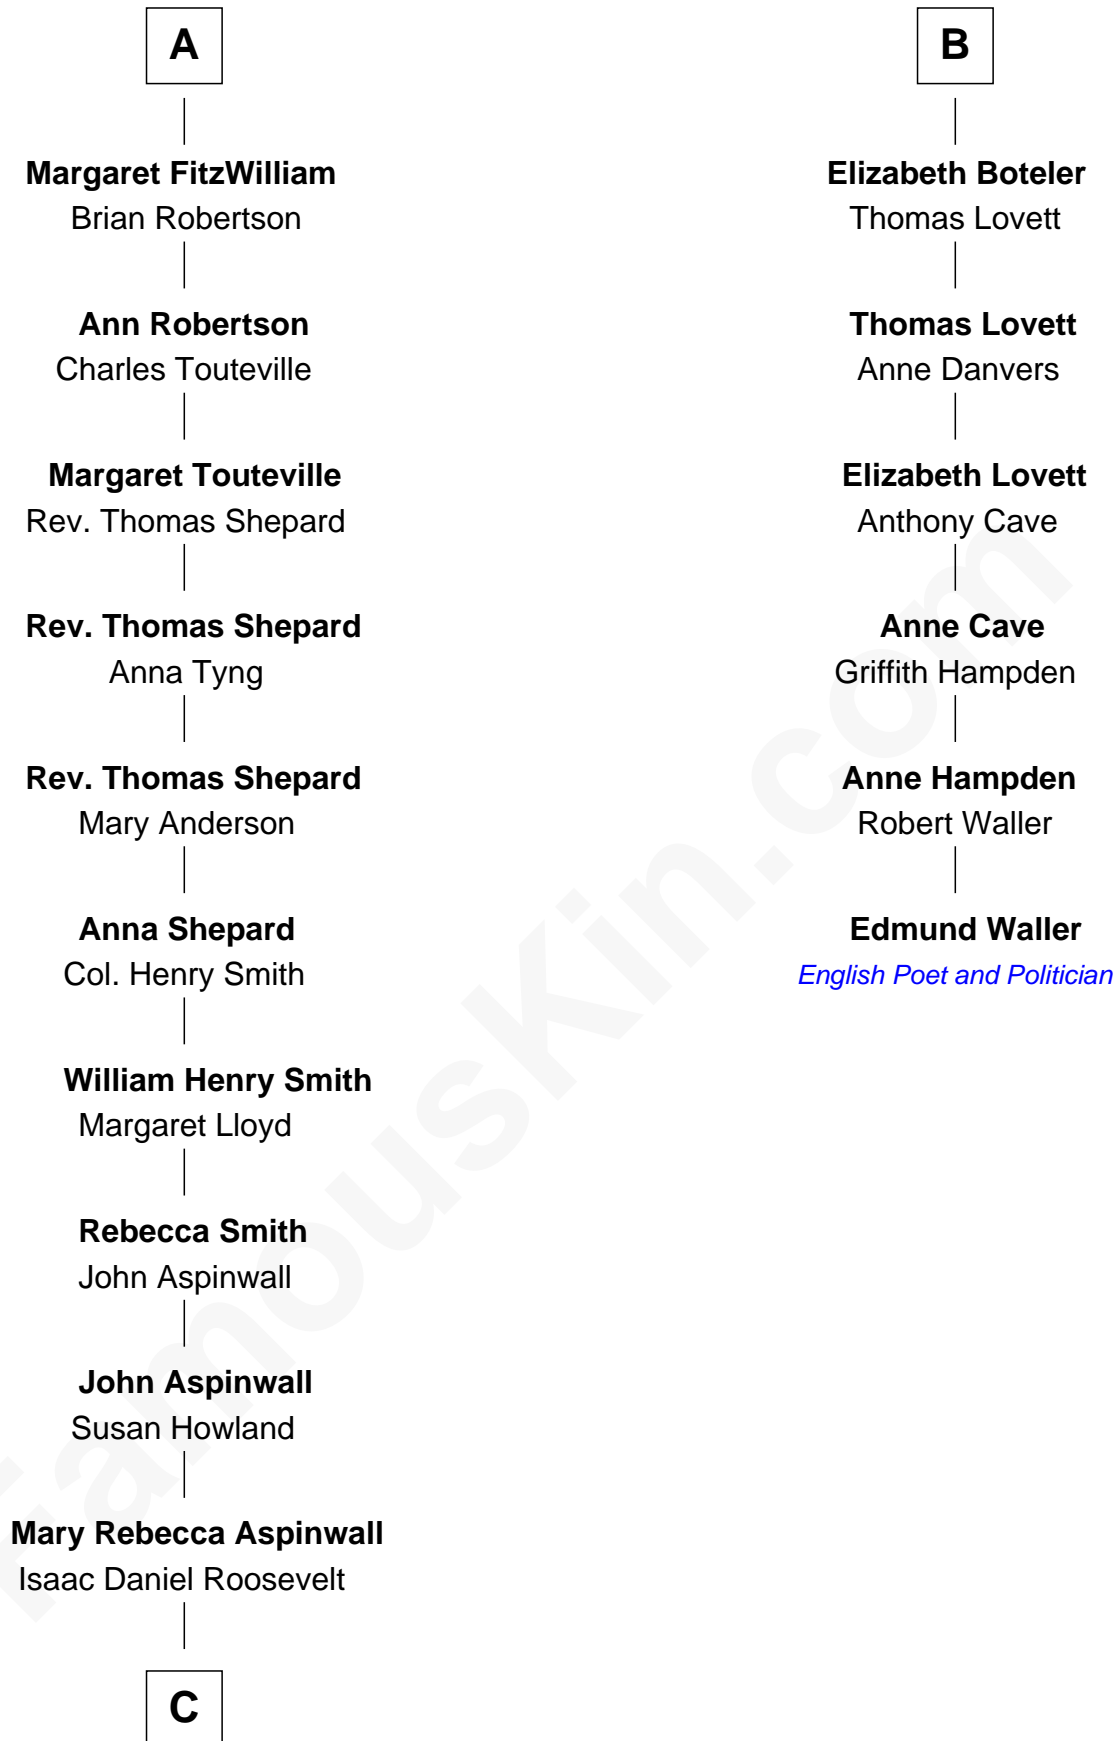 A
Margaret FitzWilliam
Brian Robertson
Ann Robertson
Charles Touteville
Margaret Touteville
Rev. Thomas Shepard
Rev. Thomas Shepard
Anna Tyng
Rev. Thomas Shepard
Mary Anderson
Anna Shepard
Col. Henry Smith
William Henry Smith
Margaret Lloyd
Rebecca Smith
John Aspinwall
John Aspinwall
Susan Howland
Mary Rebecca Aspinwall
Isaac Daniel Roosevelt
C
B
Elizabeth Boteler
Thomas Lovett
Thomas Lovett
Anne Danvers
Elizabeth Lovett
Anthony Cave
Anne Cave
Griffith Hampden
Anne Hampden
Robert Waller
Edmund Waller
English Poet and Politician
FamousKin.com